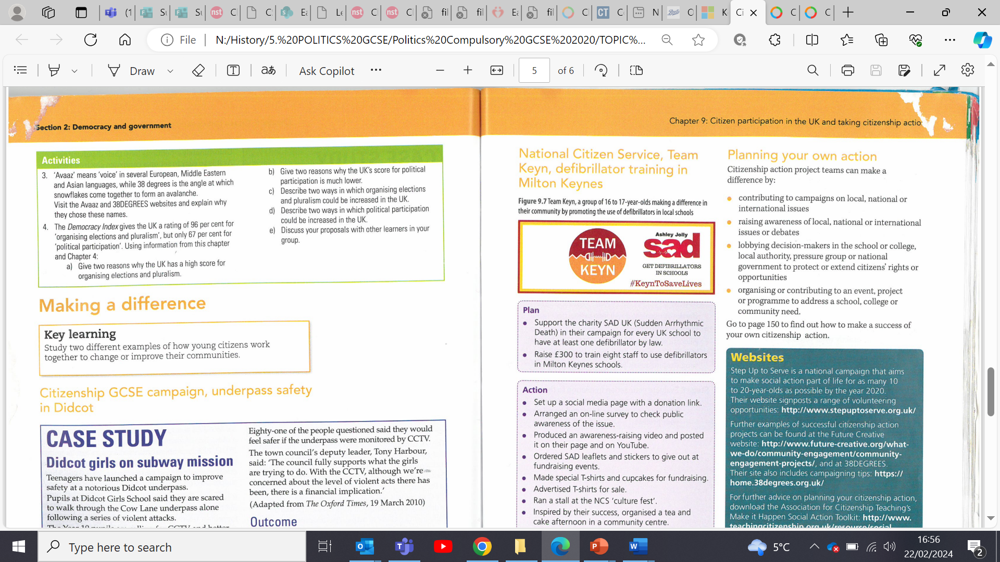 (1
St
St
Cl
C\
Ea
Le
Cl
Cl
fil
fil
Ea
fil
C
CT
C
N
Boots
O
K
Ci
C
C
File
N:/History/5.%20POLITICS%20GCSE/Politics%20Compulsory%20GCSE%202020/TOPIC%...
Draw
T
aあ
Ask Copilot
5
of 6
Section 2: Democracy and government
Activities
3. 'Avaaz' means 'voice' in several European, Middle Eastern
and Asian languages, while 38 degrees is the angle at which
snowflakes come together to form an avalanche.
Visit the Avaaz and 38DEGREES websites and explain why
they chose these names.
4. The Democracy Index gives the UK a rating of 96 per cent for
'organising elections and pluralism', but only 67 per cent for
'political participation'. Using information from this chapter
and Chapter 4:
a) Give two reasons why the UK has a high score for
organising elections and pluralism.
b) Give two reasons why the UK's score for political
participation is much lower.
c) Describe two ways in which organising elections
and pluralism could be increased in the UK.
d) Describe two ways in which political participation
could be increased in the UK.
e) Discuss your proposals with other learners in your
group.
Making a difference
Key learning
Study two different examples of how young citizens work
together to change or improve their communities.
Citizenship GCSE campaign, underpass safety
in Didcot
CASE STUDY
Didcot girls on subway mission
Teenagers have launched a campaign to improve
safety at a notorious Didcot underpass.
Pupils at Didcot Girls School said they are scared
to walk through the Cow Lane underpass alone
following a series of violent attacks.
Eighty-one of the people questioned said they would
feel safer if the underpass were monitored by CCTV.
The town council's deputy leader, Tony Harbour,
said: 'The council fully supports what the girls
are trying to do. With the CCTV, although we're
concerned about the level of violent acts there has
been, there is a financial implication.'
(Adapted from The Oxford Times, 19 March 2010)
Outcome
Chapter 9: Citizen participation in the UK and taking citizenship actio
National Citizen Service, Team
Keyn, defibrillator training in
Milton Keynes
Figure 9.7 Team Keyn, a group of 16 to 17-year-olds making a difference in
their community by promoting the use of defibrillators in local schools
TEAM
KEYN
Ashley Jolly
sad
GET DEFIBRILLATORS
IN SCHOOLS
#KeynToSaveLives
Plan
• Support the charity SAD UK (Sudden Arrhythmic
Death) in their campaign for every UK school to
have at least one defibrillator by law.
• Raise £300 to train eight staff to use defibrillators
in Milton Keynes schools.
Action
• Set up a social media page with a donation link.
• Arranged an on-line survey to check public
awareness of the issue.
• Produced an awareness-raising video and posted
it on their page and on YouTube.
• Ordered SAD leaflets and stickers to give out at
fundraising events.
• Made special T-shirts and cupcakes for fundraising.
• Advertised T-shirts for sale.
• Ran a stall at the NCS 'culture fest'.
• Inspired by their success, organised a tea and
cake afternoon in a community centre.
Planning your own action
Citizenship action project teams can make a
difference by:
• contributing to campaigns on local, national or
international issues
• raising awareness of local, national or international
issues or debates
• lobbying decision-makers in the school or college,
local authority, pressure group or national
government to protect or extend citizens' rights or
opportunities
• organising or contributing to an event, project
or programme to address a school, college or
community need.
Go to page 150 to find out how to make a success of
your own citizenship action.
Websites
Step Up to Serve is a national campaign that aims
to make social action part of life for as many 10
to 20-year-olds as possible by the year 2020.
Their website signposts a range of volunteering
opportunities: http://www.stepuptoserve.org.uk/
Further examples of successful citizenship action
projects can be found at the Future Creative
website: http://www.future-creative.org/what-
we-do/community-engagement/community-
engagement-projects/, and at 38DEGREES.
Their site also includes campaigning tips: https://
home.38degrees.org.uk/
For further advice on planning your citizenship action,
download the Association for Citizenship Teaching's
Make it Happen Social Action Toolkit: http://www.
teachingcitizenship.org.uk/resource/social
Type here to search
5°C
16:56
22/02/2024
2